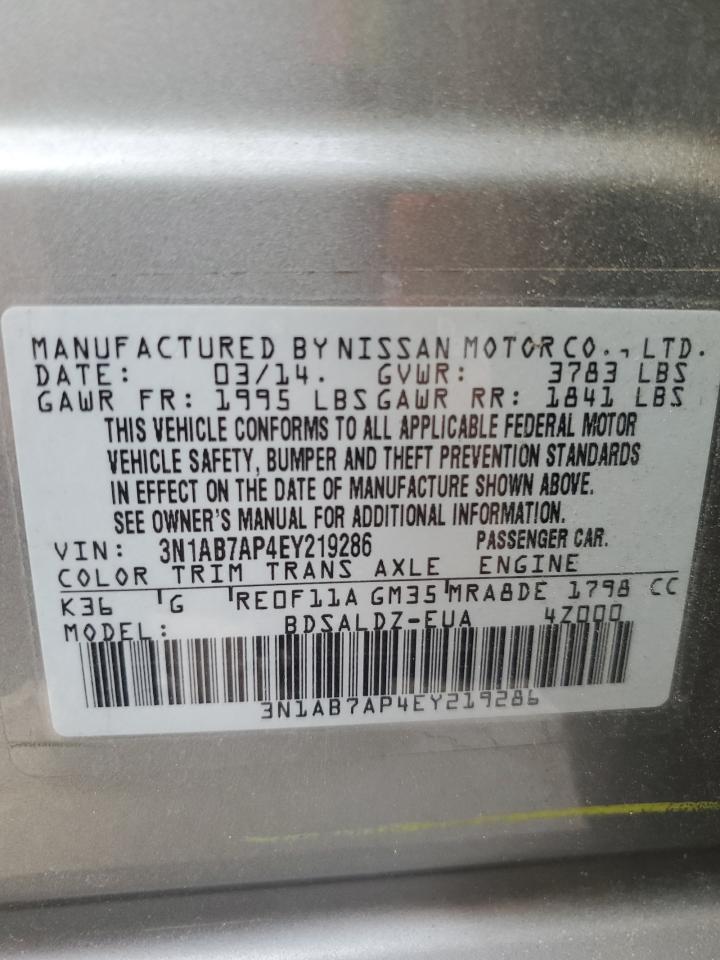 MANUFACTURED BY NISSAN MOTOR CO., LTD.
DATE: 03/14. GVWR: 3783 LBS
GAWR FR: 1995 LBS GAWR RR: 1841 LBS
THIS VEHICLE CONFORMS TO ALL APPLICABLE FEDERAL MOTOR
VEHICLE SAFETY, BUMPER AND THEFT PREVENTION STANDARDS
IN EFFECT ON THE DATE OF MANUFACTURE SHOWN ABOVE.
SEE OWNER'S MANUAL FOR ADDITIONAL INFORMATION.
VIN: 3N1AB7AP4EY219286 PASSENGER CAR.
COLOR TRIM TRANS AXLE ENGINE
K36 G RE0F11A GM35 MRA8DE 1798 CC
MODEL: BDSALDZ-EUA 4Z000
3N1AB7AP4EY219286